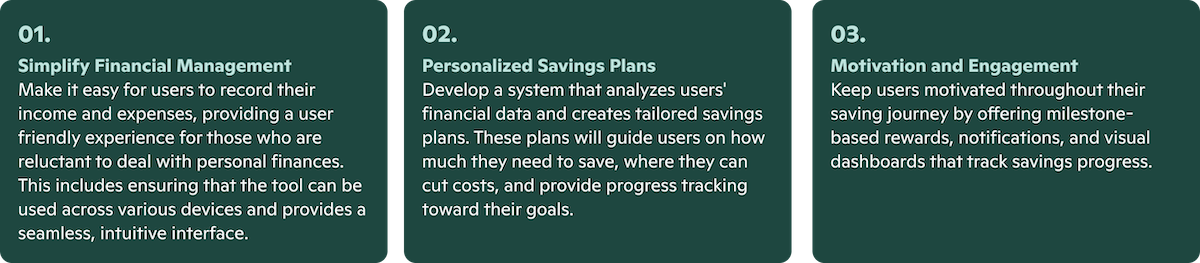 01.
Simplify Financial Management
Make it easy for users to record their
income and expenses, providing a user
friendly experience for those who are
reluctant to deal with personal finances.
This includes ensuring that the tool can be
used across various devices and provides a
seamless, intuitive interface.
02.
Personalized Savings Plans
Develop a system that analyzes users'
financial data and creates tailored savings
plans. These plans will guide users on how
much they need to save, where they can
cut costs, and provide progress tracking
toward their goals.
03.
Motivation and Engagement
Keep users motivated throughout their
saving journey by offering milestone-
based rewards, notifications, and visual
dashboards that track savings progress.